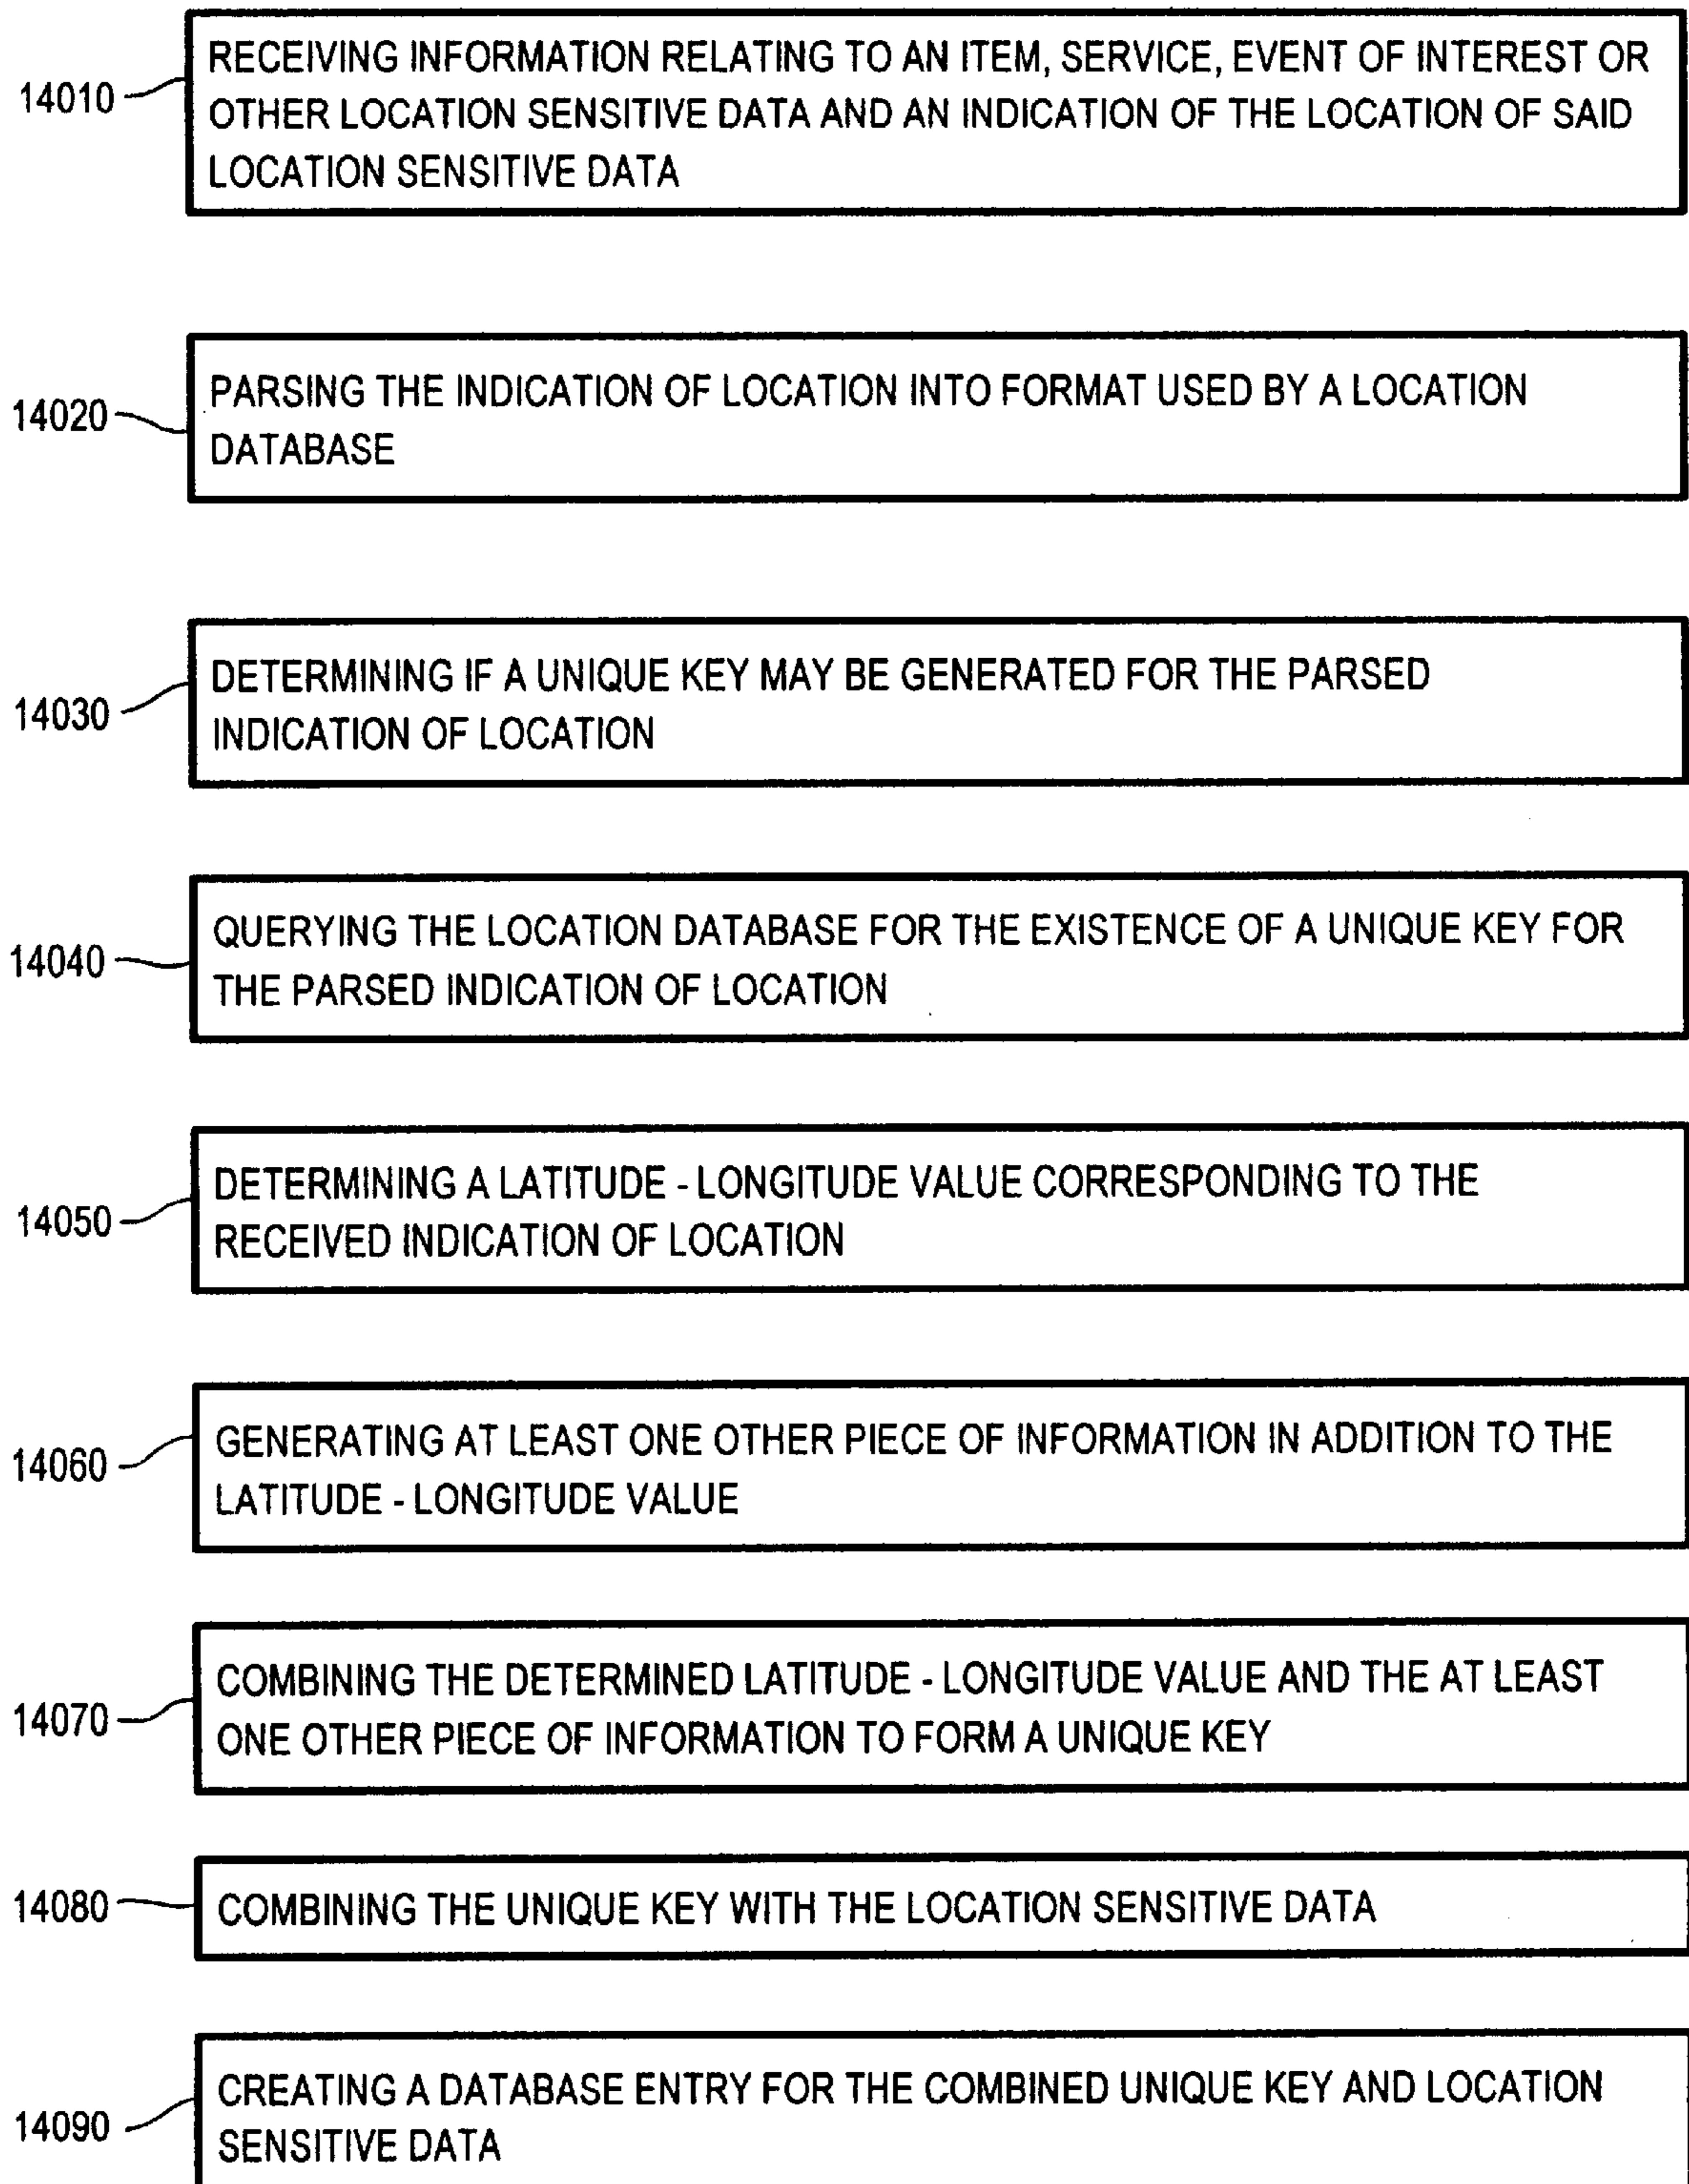 14010
RECEIVING INFORMATION RELATING TO AN ITEM, SERVICE, EVENT OF INTEREST OR
OTHER LOCATION SENSITIVE DATA AND AN INDICATION OF THE LOCATION OF SAID
LOCATION SENSITIVE DATA
14020
PARSING THE INDICATION OF LOCATION INTO FORMAT USED BY A LOCATION
DATABASE
14030
DETERMINING IF A UNIQUE KEY MAY BE GENERATED FOR THE PARSED
INDICATION OF LOCATION
14040
QUERYING THE LOCATION DATABASE FOR THE EXISTENCE OF A UNIQUE KEY FOR
THE PARSED INDICATION OF LOCATION
14050
DETERMINING A LATITUDE - LONGITUDE VALUE CORRESPONDING TO THE
RECEIVED INDICATION OF LOCATION
14060
GENERATING AT LEAST ONE OTHER PIECE OF INFORMATION IN ADDITION TO THE
LATITUDE - LONGITUDE VALUE
14070
COMBINING THE DETERMINED LATITUDE - LONGITUDE VALUE AND THE AT LEAST
ONE OTHER PIECE OF INFORMATION TO FORM A UNIQUE KEY
14080
COMBINING THE UNIQUE KEY WITH THE LOCATION SENSITIVE DATA
14090
CREATING A DATABASE ENTRY FOR THE COMBINED UNIQUE KEY AND LOCATION
SENSITIVE DATA